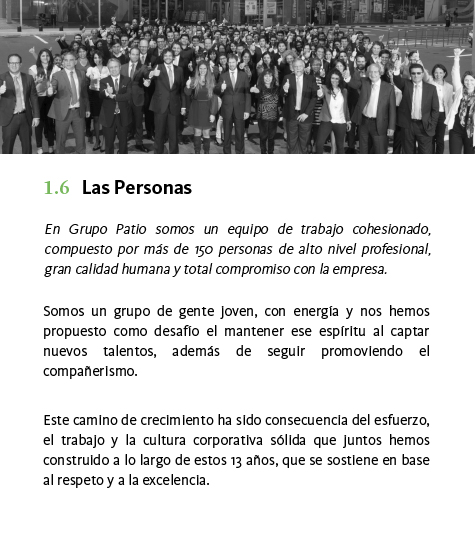 1.6 Las Personas
En Grupo Patio somos un equipo de trabajo cohesionado,
compuesto por más de 150 personas de alto nivel profesional,
gran calidad humana y total compromiso con la empresa.
Somos un grupo de gente joven, con energía y nos hemos
propuesto como desafío el mantener ese espíritu al captar
nuevos talentos, además de seguir promoviendo el
compañerismo.
Este camino de crecimiento ha sido consecuencia del esfuerzo,
el trabajo y la cultura corporativa sólida que juntos hemos
construido a lo largo de estos 13 años, que se sostiene en base
al respeto y a la excelencia.